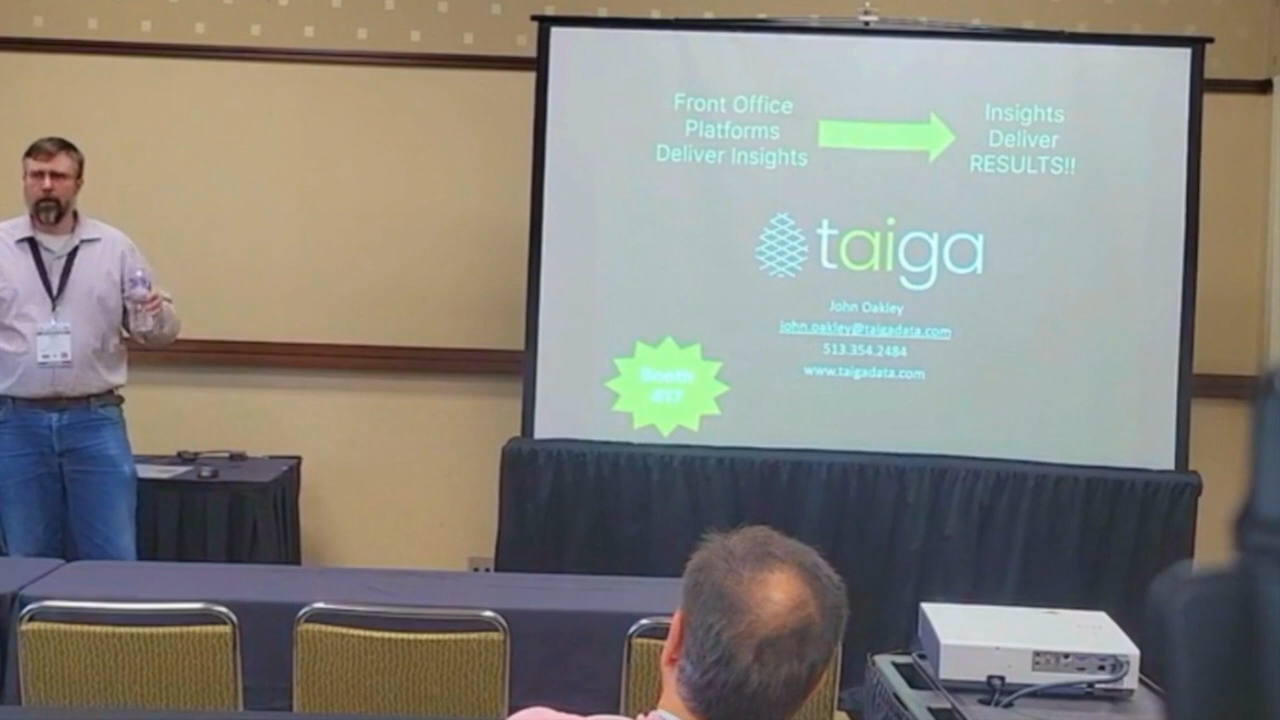 Front Office
Platforms
Deliver Insights
Insights
Deliver
RESULTS!!
taiga
John Oakley
john.oakley@taigadata.com
513.354.2484
www.taigadata.com
Booth